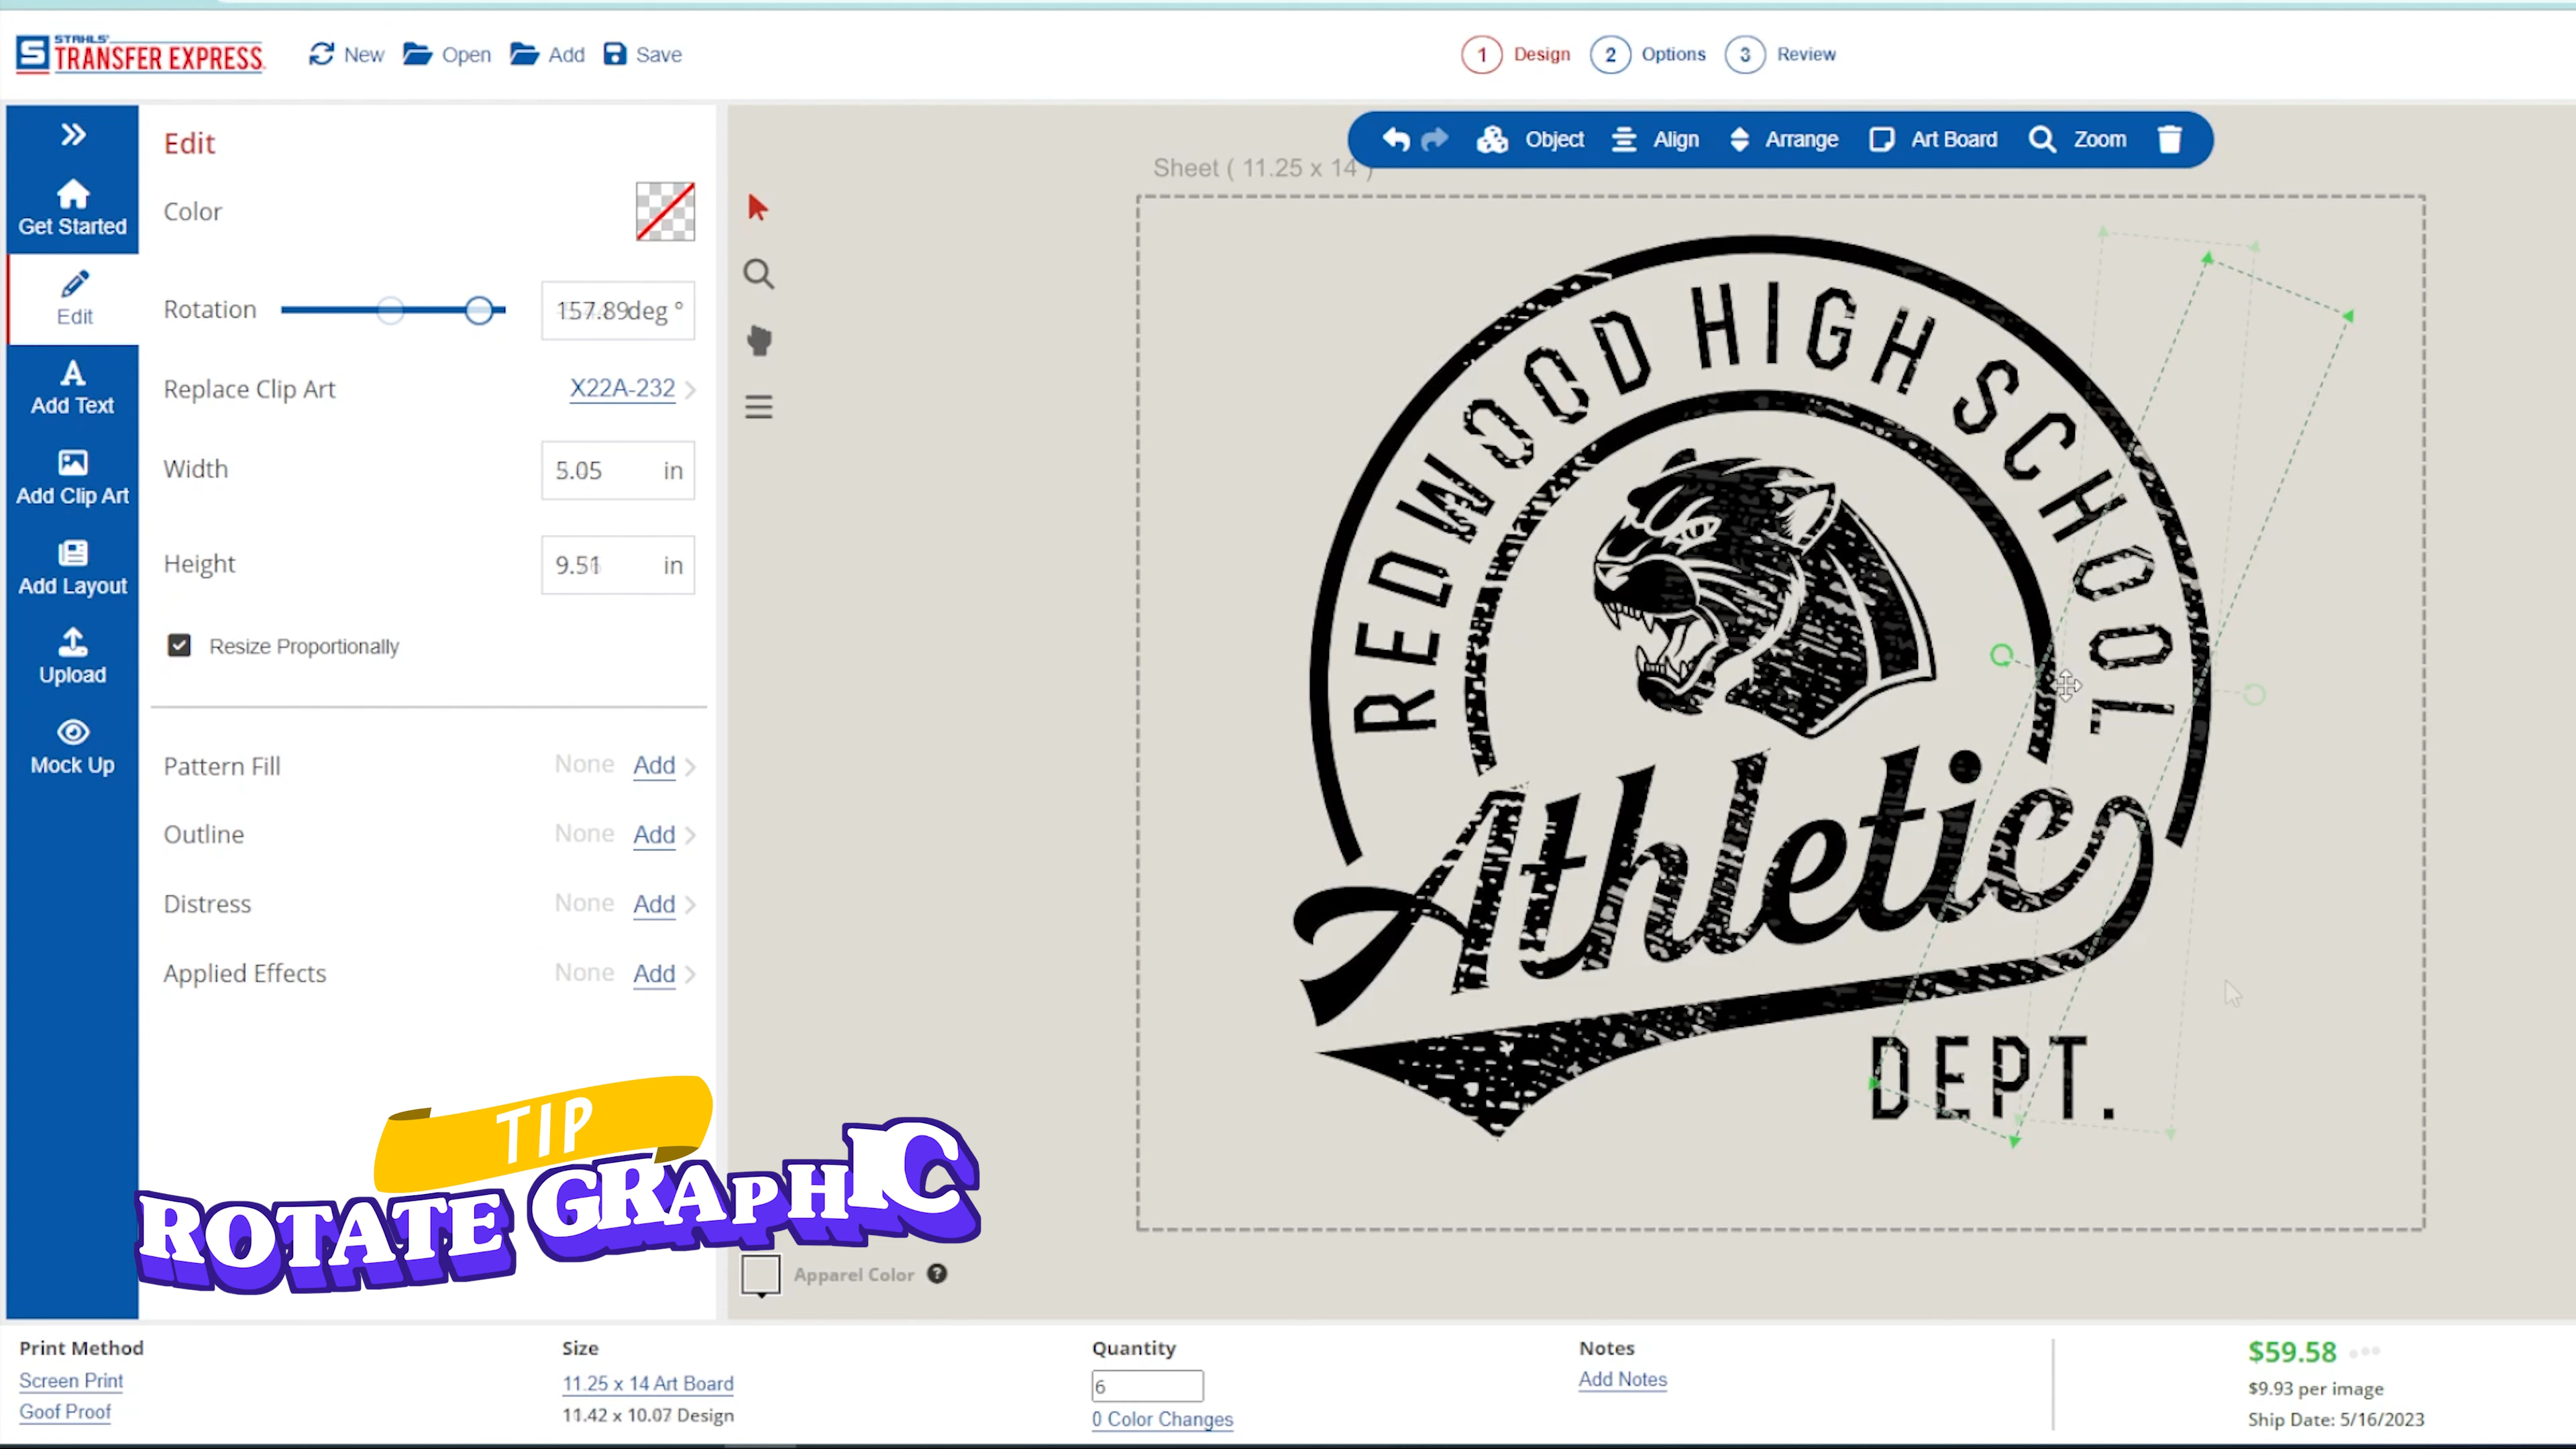 STAHLS'
TRANSFER EXPRESS
New Open Add Save
1 Design 2 Options 3 Review
Get Started
Edit
Add Text
Add Clip Art
Add Layout
Upload
Mock Up
Edit
Color
Rotation 157.89deg °
Replace Clip Art X22A-232
Width 5.05 in
Height 9.51 in
Resize Proportionally
Pattern Fill None Add
Outline None Add
Distress None Add
Applied Effects None Add
TIP
ROTATE GRAPHIC
Object Align Arrange Art Board Zoom
Sheet ( 11.25 x 14 )
REDWOOD HIGH SCHOOL
Athletic
DEPT.
Apparel Color ?
Print Method
Screen Print
Goof Proof
Size
11.25 x 14 Art Board
11.42 x 10.07 Design
Quantity
6
0 Color Changes
Notes
Add Notes
$59.58
$9.93 per image
Ship Date: 5/16/2023